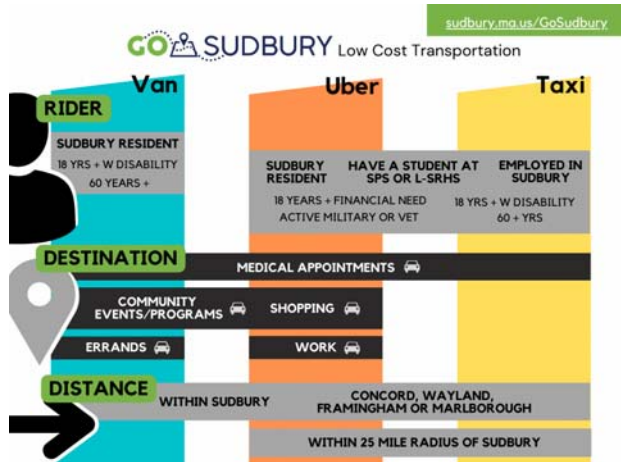 sudbury.ma.us/GoSudbury
GO SUDBURY Low Cost Transportation
Van Uber Taxi
RIDER
SUDBURY RESIDENT
18 YRS + W DISABILITY
60 YEARS +
SUDBURY RESIDENT
HAVE A STUDENT AT SPS OR L-SRHS
EMPLOYED IN SUDBURY
18 YEARS + FINANCIAL NEED
ACTIVE MILITARY OR VET
18 YRS + W DISABILITY
60 + YRS
DESTINATION
MEDICAL APPOINTMENTS
COMMUNITY
EVENTS/PROGRAMS
SHOPPING
ERRANDS
WORK
DISTANCE
WITHIN SUDBURY
CONCORD, WAYLAND,
FRAMINGHAM OR MARLBOROUGH
WITHIN 25 MILE RADIUS OF SUDBURY